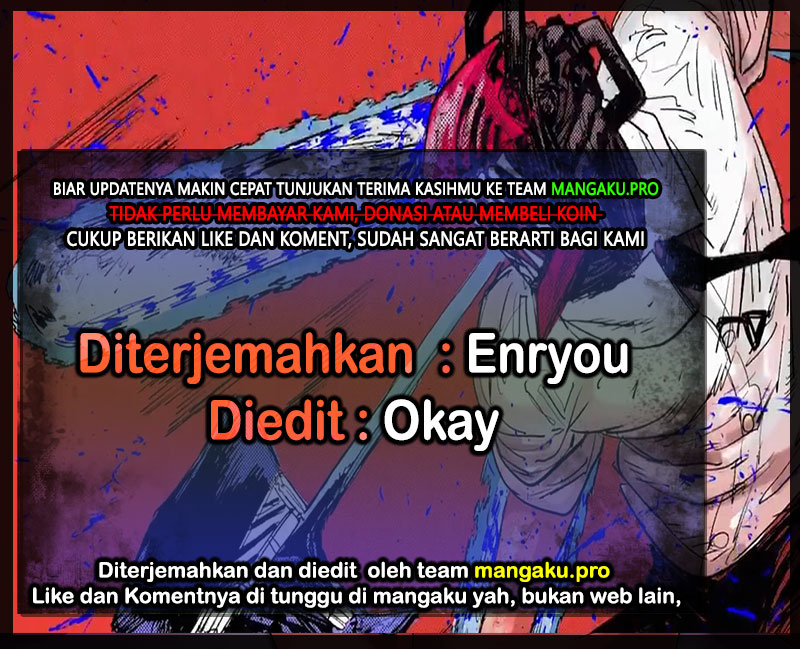 BIAR UPDATENYA MAKIN CEPAT TUNJUKAN TERIMA KASIHMU KE TEAM MANGAKU.PRO
TIDAK PERLU MEMBAYAR KAMI, DONASI ATAU MEMBELI KOIN
CUKUP BERIKAN LIKE DAN KOMENT, SUDAH SANGAT BERARTI BAGI KAMI
Diterjemahkan : Enryou
Diedit : Okay
Diterjemahkan dan diedit oleh team mangaku.pro
Like dan Komentnya di tunggu di mangaku yah, bukan web lain,